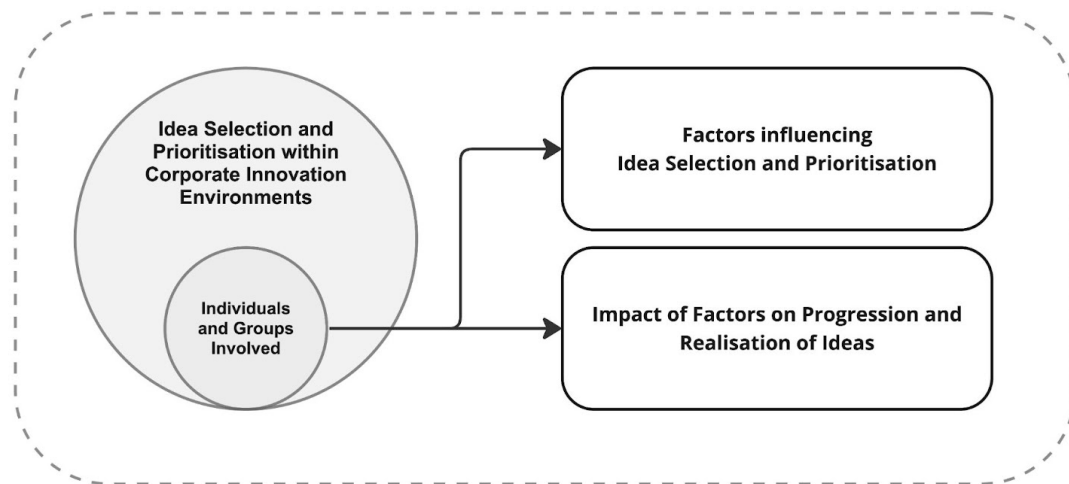 Idea Selection and
Prioritisation within
Corporate Innovation
Environments
Individuals
and Groups
Involved
Factors influencing
Idea Selection and Prioritisation
Impact of Factors on Progression and
Realisation of Ideas